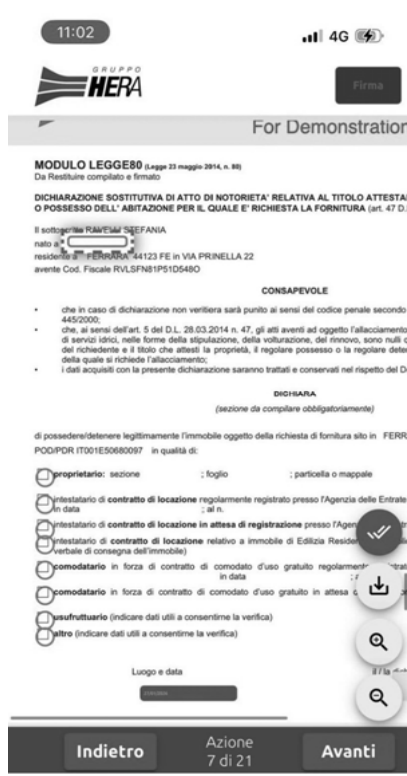 11:02
4G
GRUPPO
HERA
Firma
For Demonstration
MODULO LEGGE80 (Legge 23 maggio 2014, n. 80)
Da Restituire compilato e firmato
DICHIARAZIONE SOSTITUTIVA DI ATTO DI NOTORIETA' RELATIVA AL TITOLO ATTESTA
O POSSESSO DELL' ABITAZIONE PER IL QUALE E' RICHIESTA LA FORNITURA (art. 47 D.
Il sottoscritto RAVELLI STEFANIA
nato a
residente a FERRARA 44123 FE in VIA PRINELLA 22
avente Cod. Fiscale RVLSFN81P51D548O
CONSAPEVOLE
• che in caso di dichiarazione non veritiera sarà punito ai sensi del codice penale secondo
445/2000;
• che, ai sensi dell'art. 5 del D.L. 28.03.2014 n. 47, gli atti aventi ad oggetto l'allacciamento
di servizi idrici, nelle forme della stipulazione, della volturazione, del rinnovo, sono nulli
del richiedente e il titolo che attesti la proprietà, il regolare possesso o la regolare dete
della quale si richiede l'allacciamento;
• i dati acquisiti con la presente dichiarazione saranno trattati e conservati nel rispetto del D
DICHIARA
(sezione da compilare obbligatoriamente)
di possedere/detenere legittimamente l'immobile oggetto della richiesta di fornitura sito in FERR
POD/PDR IT001E50680097 in qualità di:
proprietario: sezione ; foglio ; particella o mappale
intestatario di contratto di locazione regolarmente registrato presso l'Agenzia delle Entrate
in data ; al n.
intestatario di contratto di locazione in attesa di registrazione presso l'Agen
intestatario di contratto di locazione relativo a immobile di Edilizia Reside
verbale di consegna dell'immobile)
comodatario in forza di contratto di comodato d'uso gratuito regolarmente
in data ;
comodatario in forza di contratto di comodato d'uso gratuito in attesa
usufruttuario (indicare dati utili a consentirne la verifica)
altro (indicare dati utili a consentirne la verifica)
Luogo e data il / la dich
Indietro
Azione
7 di 21
Avanti